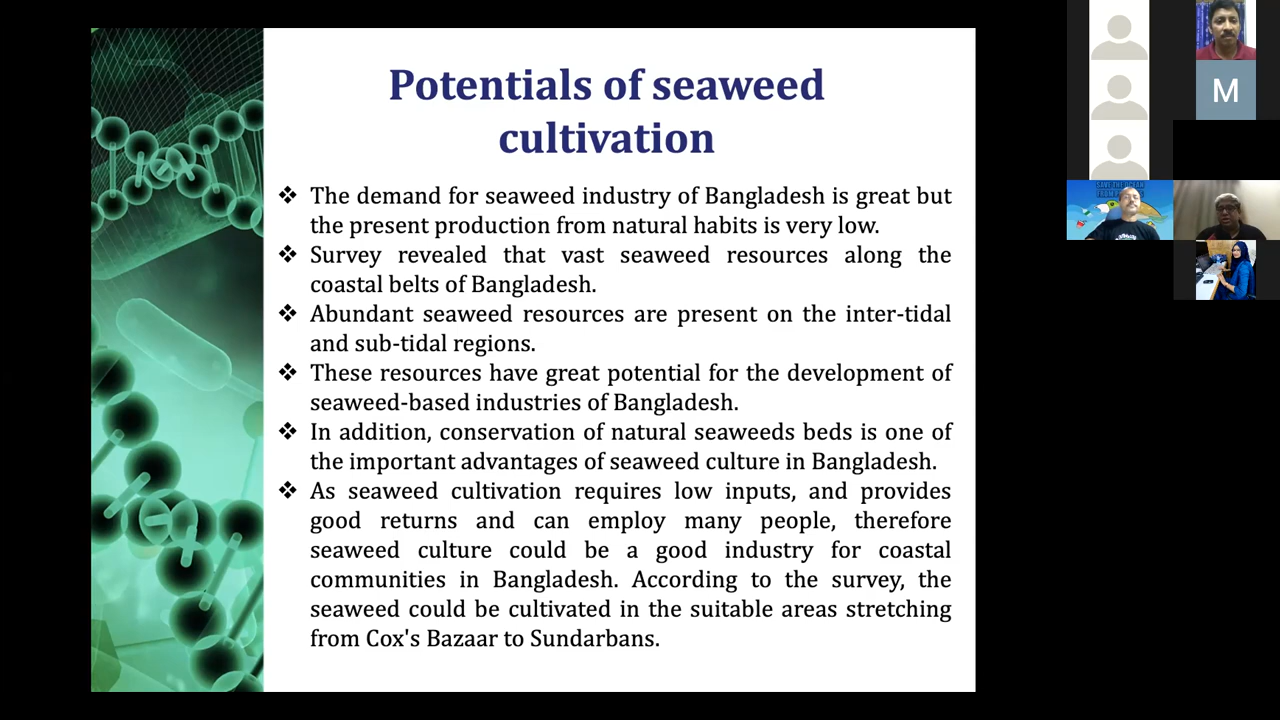 Potentials of seaweed
cultivation
❖ The demand for seaweed industry of Bangladesh is great but
the present production from natural habits is very low.
❖ Survey revealed that vast seaweed resources along the
coastal belts of Bangladesh.
❖ Abundant seaweed resources are present on the inter-tidal
and sub-tidal regions.
❖ These resources have great potential for the development of
seaweed-based industries of Bangladesh.
❖ In addition, conservation of natural seaweeds beds is one of
the important advantages of seaweed culture in Bangladesh.
❖ As seaweed cultivation requires low inputs, and provides
good returns and can employ many people, therefore
seaweed culture could be a good industry for coastal
communities in Bangladesh. According to the survey, the
seaweed could be cultivated in the suitable areas stretching
from Cox's Bazaar to Sundarbans.
M